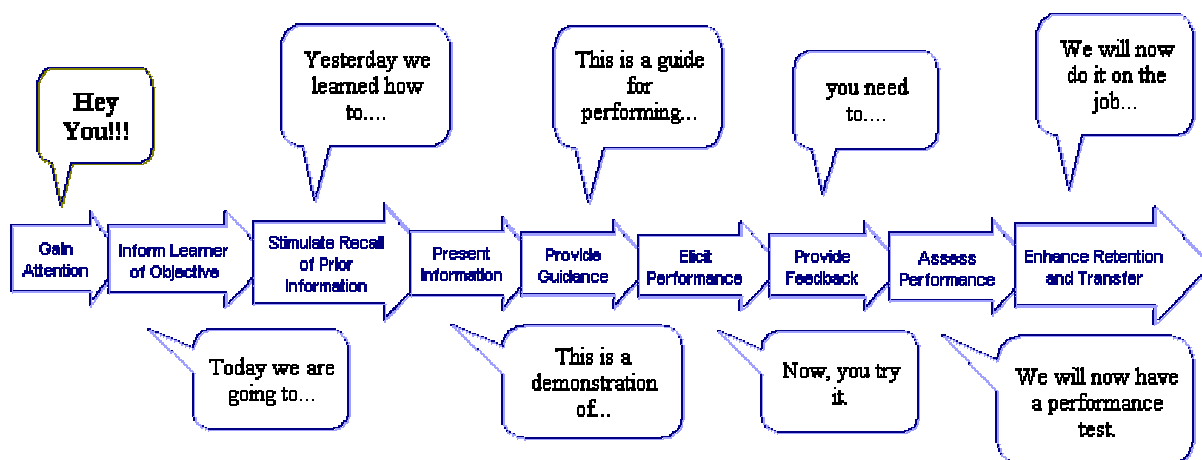 Hey
You!!!
Yesterday we
learned how
to....
This is a guide
for
performing...
you need
to....
We will now
do it on the
job...
Gain
Attention
Inform Learner
of Objective
Stimulate Recall
of Prior
Information
Present
Information
Provide
Guidance
Elicit
Performance
Provide
Feedback
Assess
Performance
Enhance Retention
and Transfer
Today we are
going to...
This is a
demonstration
of...
Now, you try
it.
We will now have
a performance
test.